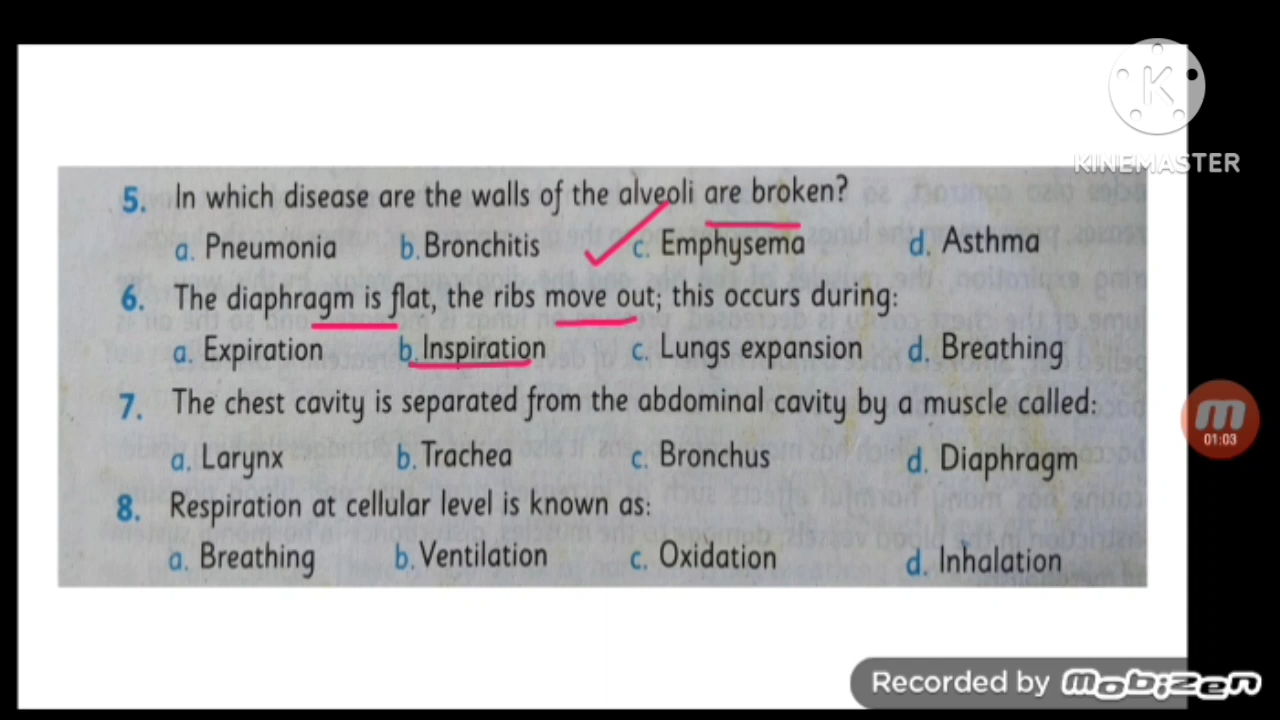 KINEMASTER
5. In which disease are the walls of the alveoli are broken?
a. Pneumonia b. Bronchitis c. Emphysema d. Asthma
6. The diaphragm is flat, the ribs move out; this occurs during:
a. Expiration b. Inspiration c. Lungs expansion d. Breathing
01:03
7. The chest cavity is separated from the abdominal cavity by a muscle called:
a. Larynx b. Trachea c. Bronchus d. Diaphragm
8. Respiration at cellular level is known as:
a. Breathing b. Ventilation c. Oxidation d. Inhalation
Recorded by Mobizen